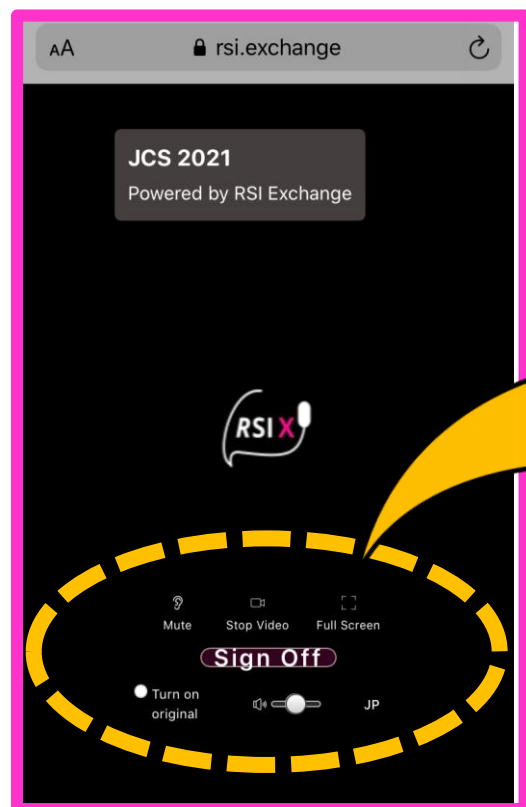 AA rsi.exchange
JCS 2021
Powered by RSI Exchange
RSI X
Mute Stop Video Full Screen
Sign Off
Turn on
original
JP